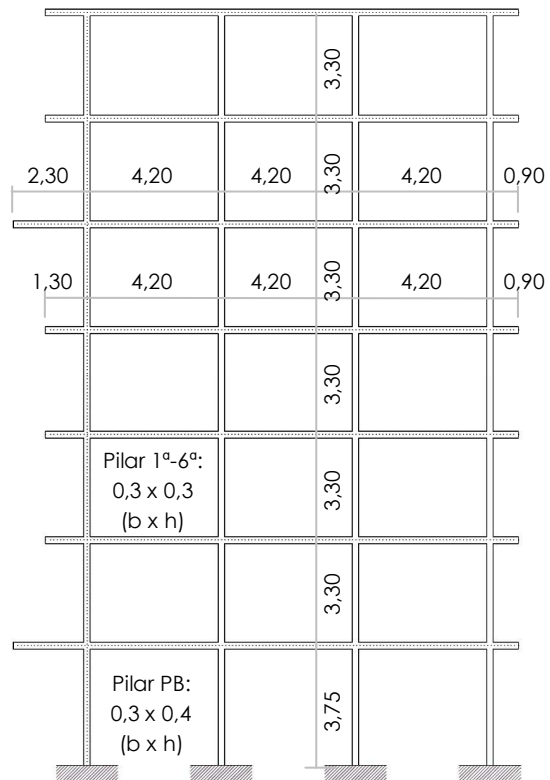 3,30
2,30 4,20 4,20 3,30 4,20 0,90
1,30 4,20 4,20 3,30 4,20 0,90
3,30
Pilar 1ª-6ª:
0,3 x 0,3
(b x h)
3,30
3,30
Pilar PB:
0,3 x 0,4
(b x h)
3,75